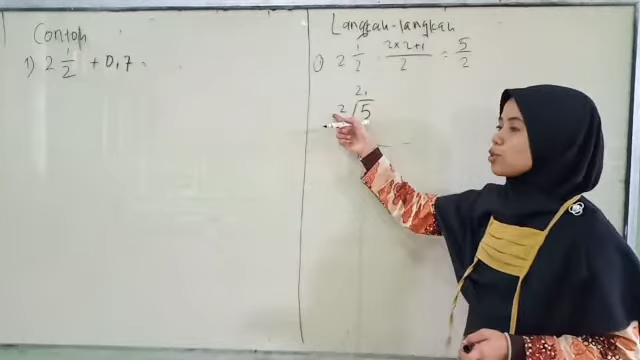 Contoh
1) 2 1/2 + 0,7 =
Langkah-langkah
1) 2 1/2 = 2x2+1/2 = 5/2
2,
2 √5